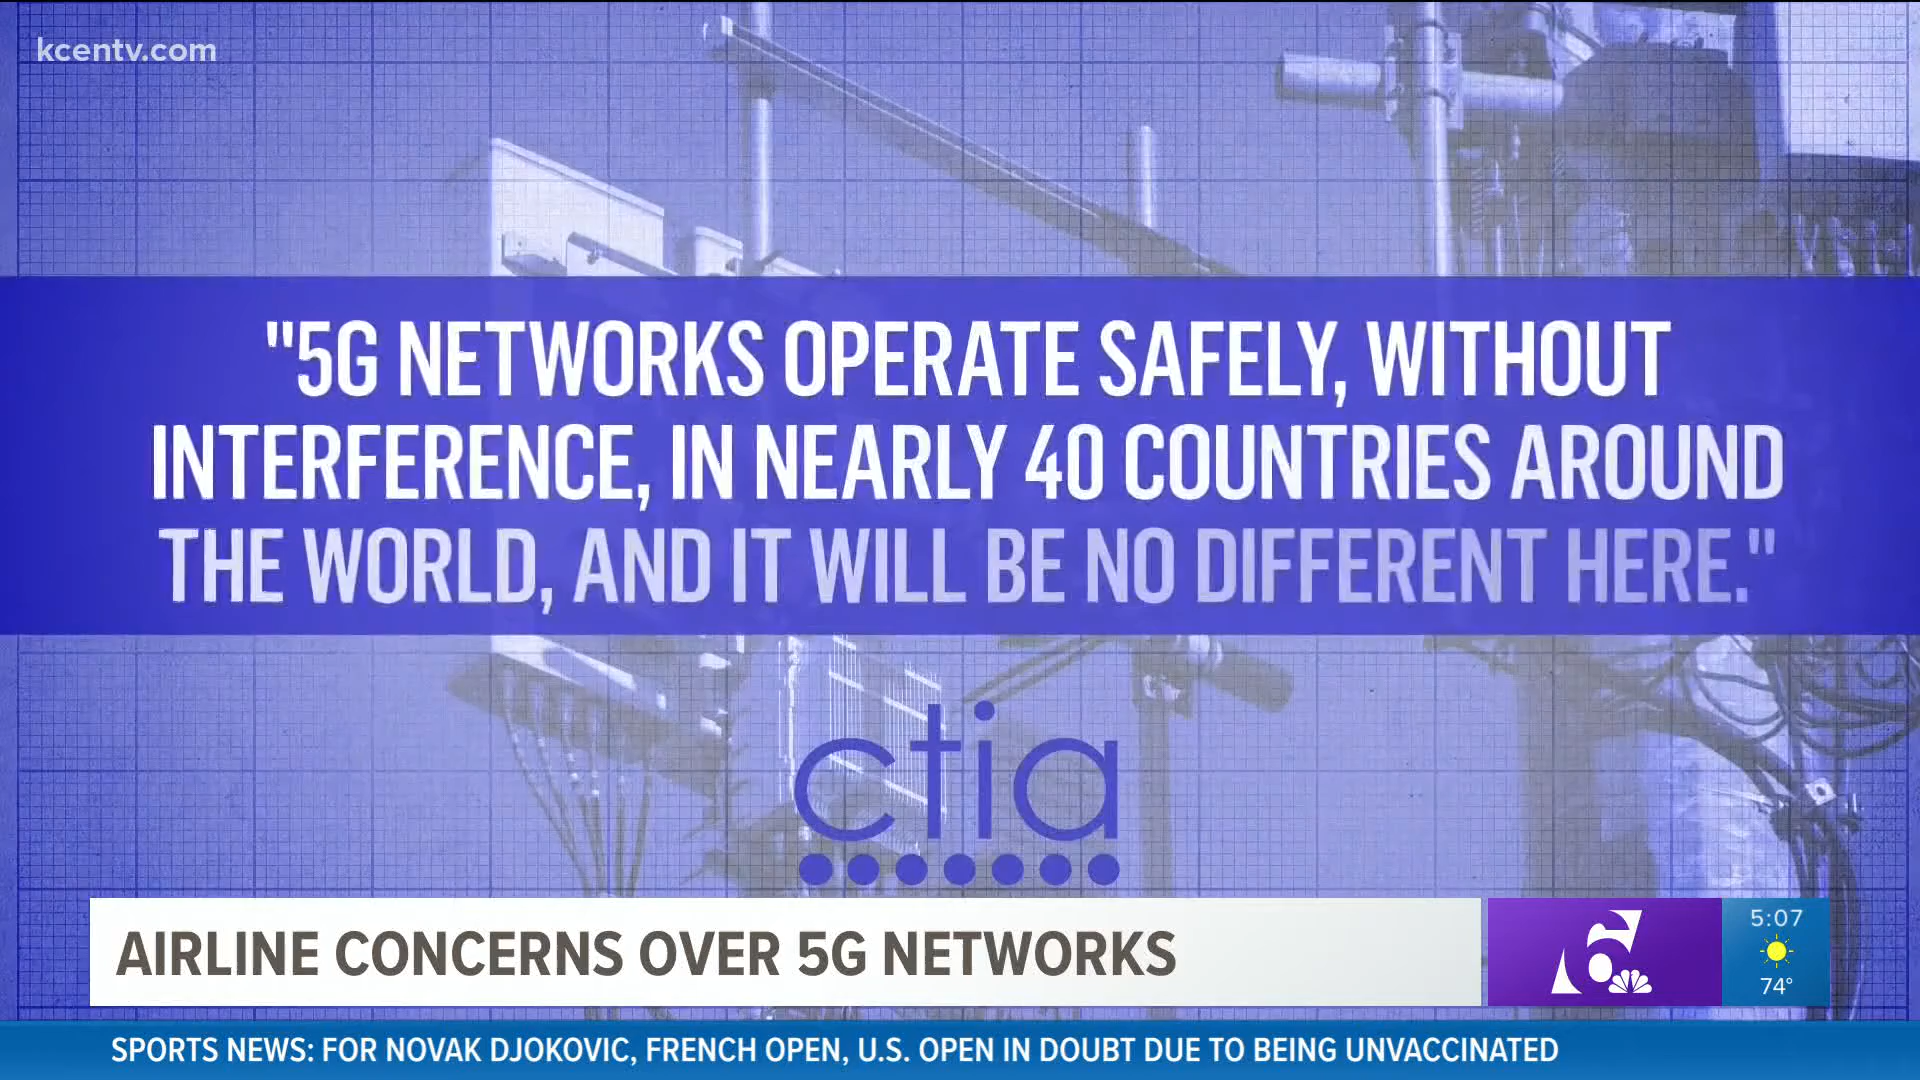 kcentv.com
"5G NETWORKS OPERATE SAFELY, WITHOUT
INTERFERENCE, IN NEARLY 40 COUNTRIES AROUND
THE WORLD, AND IT WILL BE NO DIFFERENT HERE."
ctia
AIRLINE CONCERNS OVER 5G NETWORKS
6
5:07
74°
SPORTS NEWS: FOR NOVAK DJOKOVIC, FRENCH OPEN, U.S. OPEN IN DOUBT DUE TO BEING UNVACCINATED